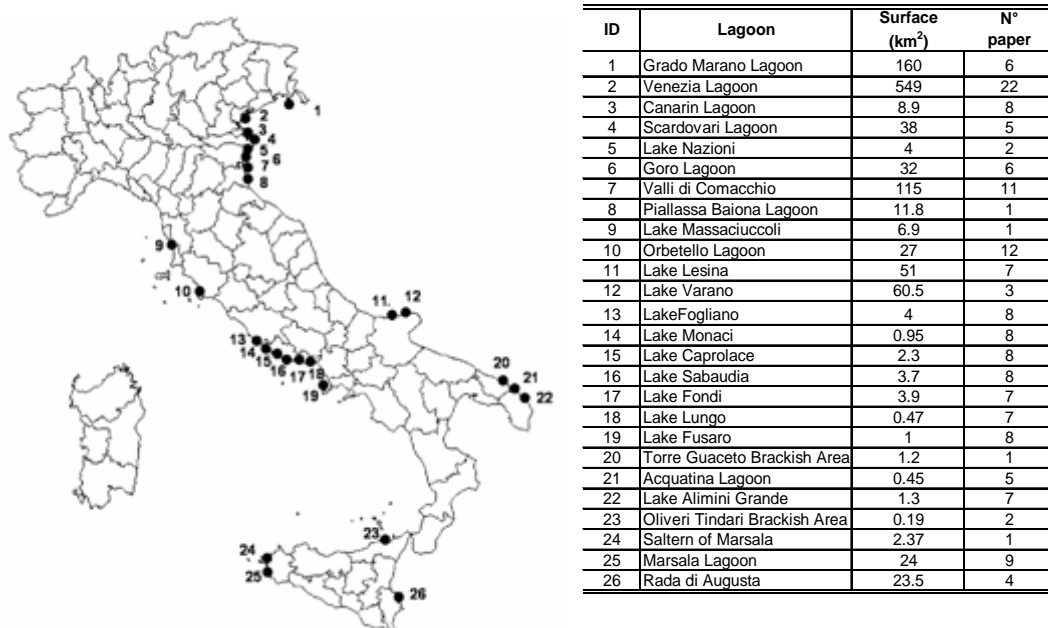 1
2
3
4
5
6
7
8
9
10
11.
12
13
14
15
16
17
18
19
20
21
22
23
24
25
26
ID Lagoon Surface (km2) N° paper
1 Grado Marano Lagoon 160 6
2 Venezia Lagoon 549 22
3 Canarin Lagoon 8.9 8
4 Scardovari Lagoon 38 5
5 Lake Nazioni 4 2
6 Goro Lagoon 32 6
7 Valli di Comacchio 115 11
8 Piallassa Baiona Lagoon 11.8 1
9 Lake Massaciuccoli 6.9 1
10 Orbetello Lagoon 27 12
11 Lake Lesina 51 7
12 Lake Varano 60.5 3
13 LakeFogliano 4 8
14 Lake Monaci 0.95 8
15 Lake Caprolace 2.3 8
16 Lake Sabaudia 3.7 8
17 Lake Fondi 3.9 7
18 Lake Lungo 0.47 7
19 Lake Fusaro 1 8
20 Torre Guaceto Brackish Area 1.2 1
21 Acquatina Lagoon 0.45 5
22 Lake Alimini Grande 1.3 7
23 Oliveri Tindari Brackish Area 0.19 2
24 Saltern of Marsala 2.37 1
25 Marsala Lagoon 24 9
26 Rada di Augusta 23.5 4